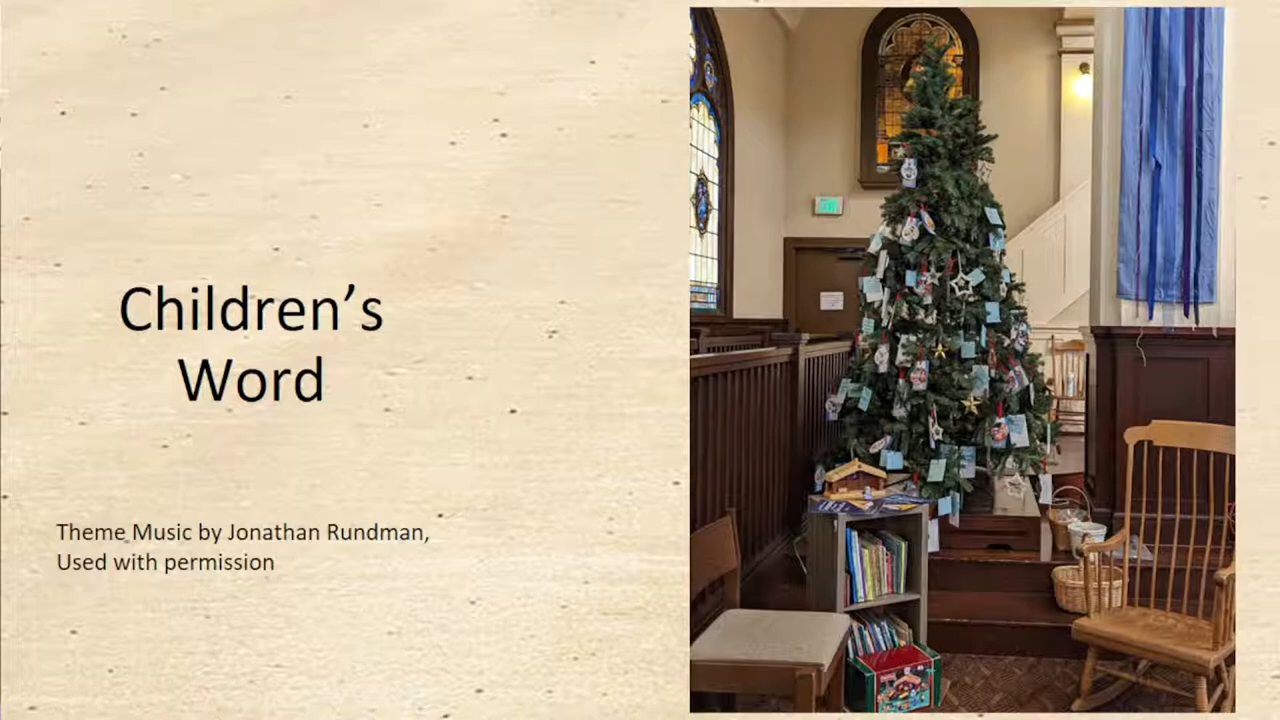 Children's
Word
Theme Music by Jonathan Rundman,
Used with permission